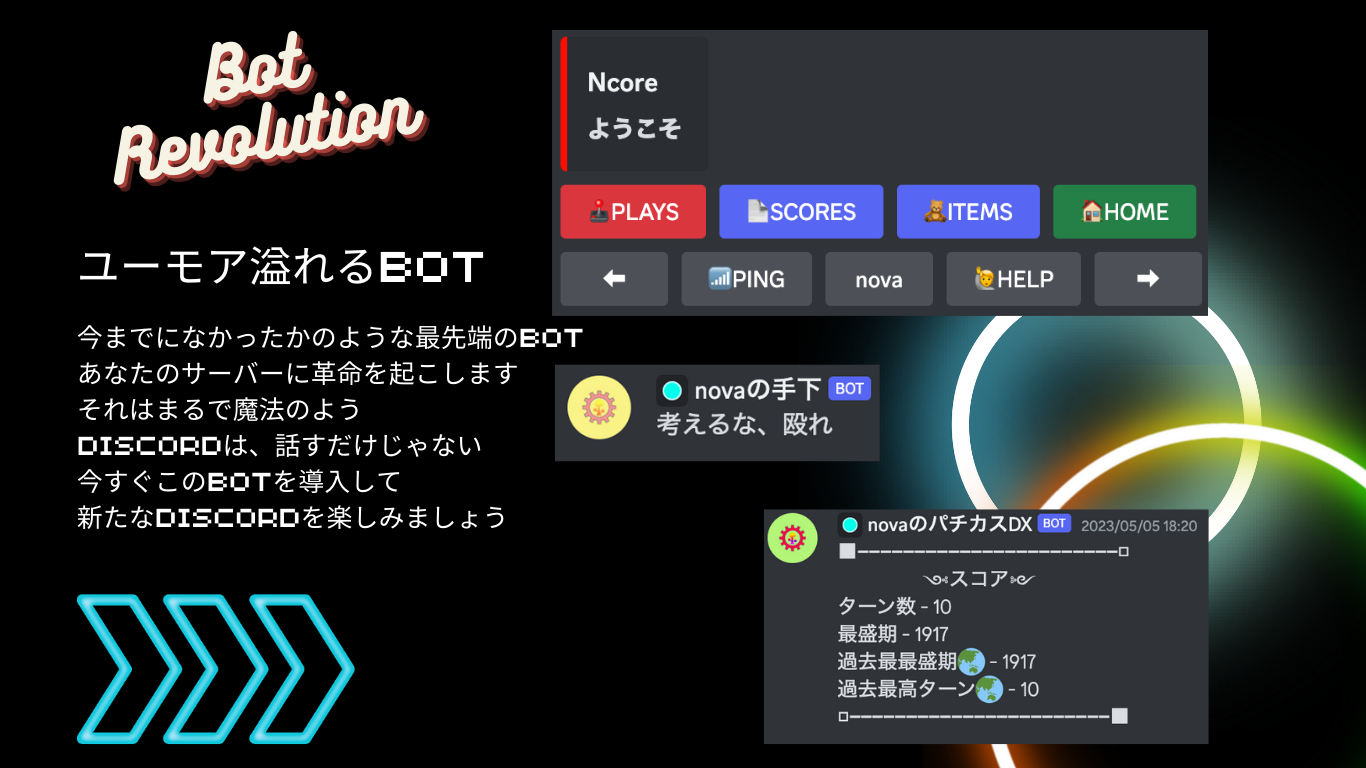 Bot
Revolution
ユーモア溢れるBOT
今までになかったかのような最先端のBOT
あなたのサーバーに革命を起こします
それはまるで魔法のよう
DISCORDは、話すだけじゃない
今すぐこのBOTを導入して
新たなDISCORDを楽しみましょう
Ncore
ようこそ
🕹️PLAYS 📄SCORES 🧸ITEMS 🏠HOME
⬅ 📶PING nova 🙋HELP ➡
novaの手下 BOT
考えるな、殴れ
novaのパチカスDX BOT 2023/05/05 18:20
スコア
ターン数 - 10
最盛期 - 1917
過去最最盛期🌏 - 1917
過去最高ターン🌏 - 10